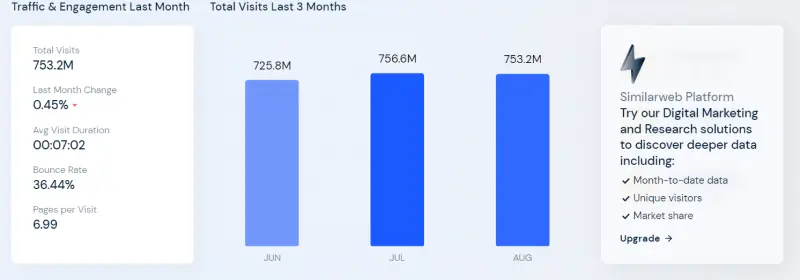 Traffic & Engagement Last Month
Total Visits
753.2M
Last Month Change
0.45%
Avg Visit Duration
00:07:02
Bounce Rate
36.44%
Pages per Visit
6.99
Total Visits Last 3 Months
725.8M
756.6M
753.2M
JUN
JUL
AUG
Similarweb Platform
Try our Digital Marketing
and Research solutions
to discover deeper data
including:
✓ Month-to-date data
✓ Unique visitors
✓ Market share
Upgrade →